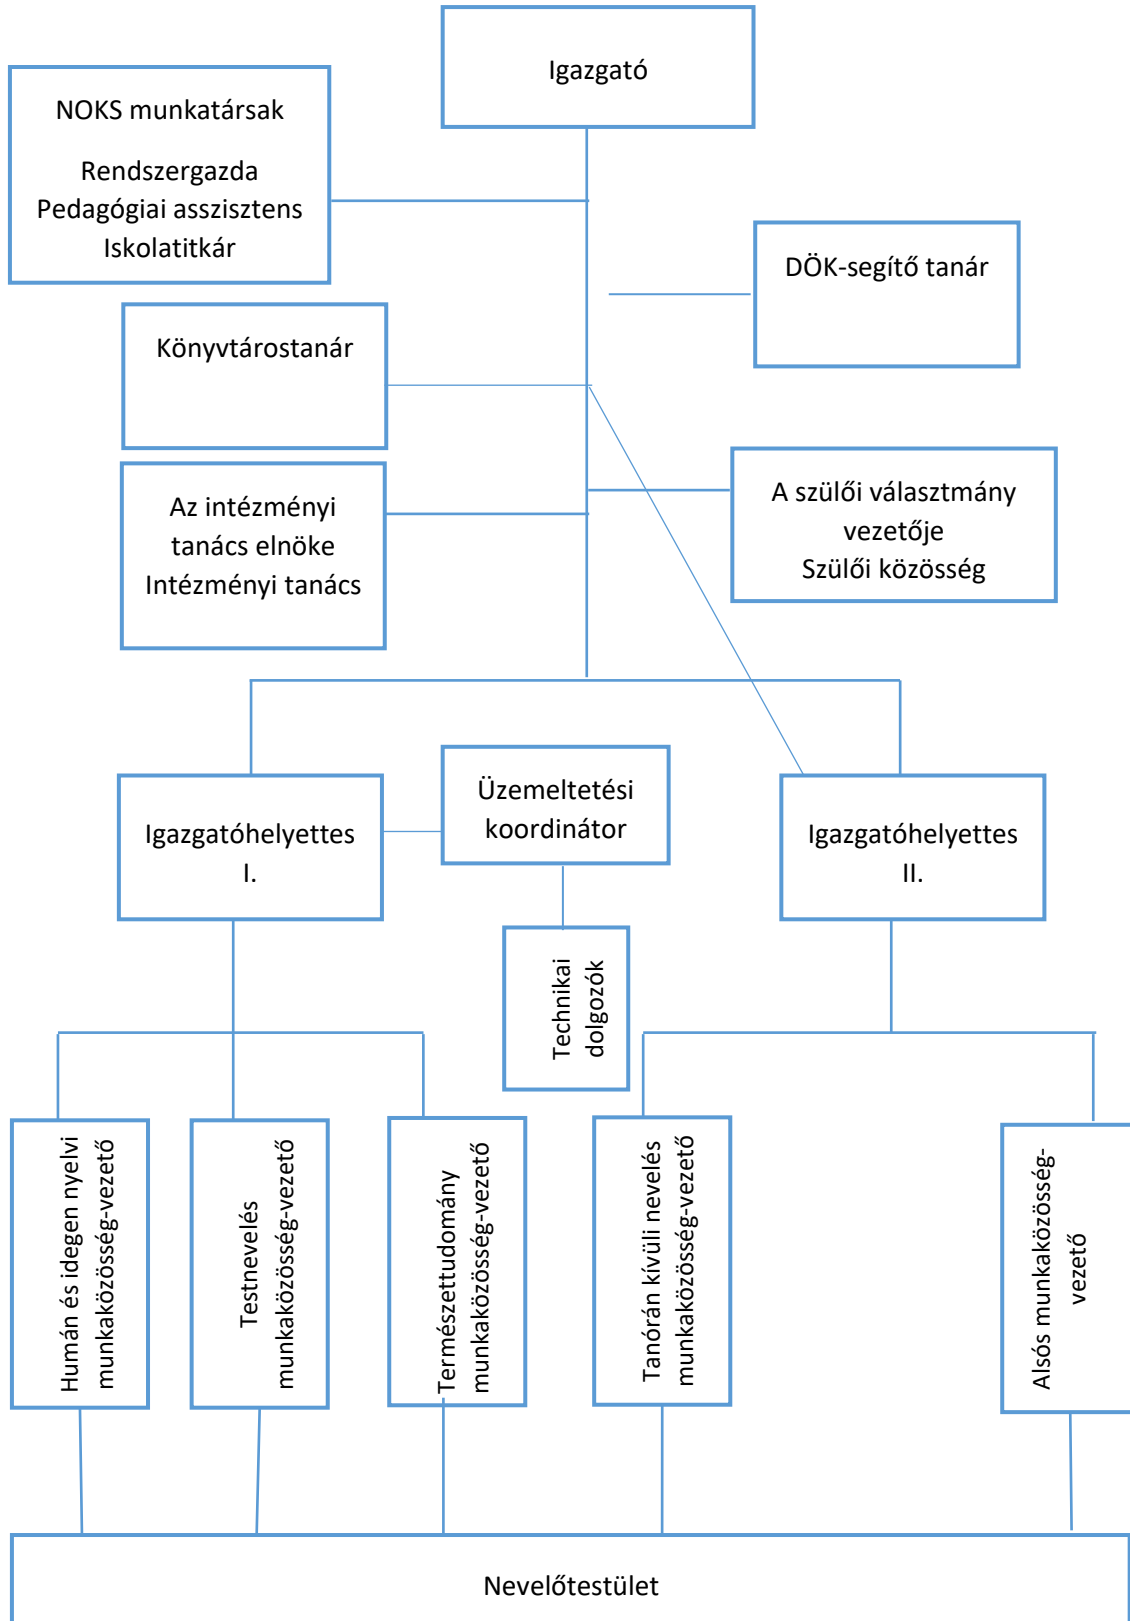 Igazgató
NOKS munkatársak
Rendszergazda
Pedagógiai asszisztens
Iskolatitkár
DÖK-segítő tanár
Könyvtárostanár
Az intézményi
tanács elnöke
Intézményi tanács
A szülői választmány
vezetője
Szülői közösség
Igazgatóhelyettes
I.
Üzemeltetési
koordinátor
Igazgatóhelyettes
II.
Technikai
dolgozók
Humán és idegen nyelvi
munkaközösség-vezető
Testnevelés
munkaközösség-vezető
Természettudomány
munkaközösség-vezető
Tanórán kívüli nevelés
munkaközösség-vezető
Alsós munkaközösség-
vezető
Nevelőtestület